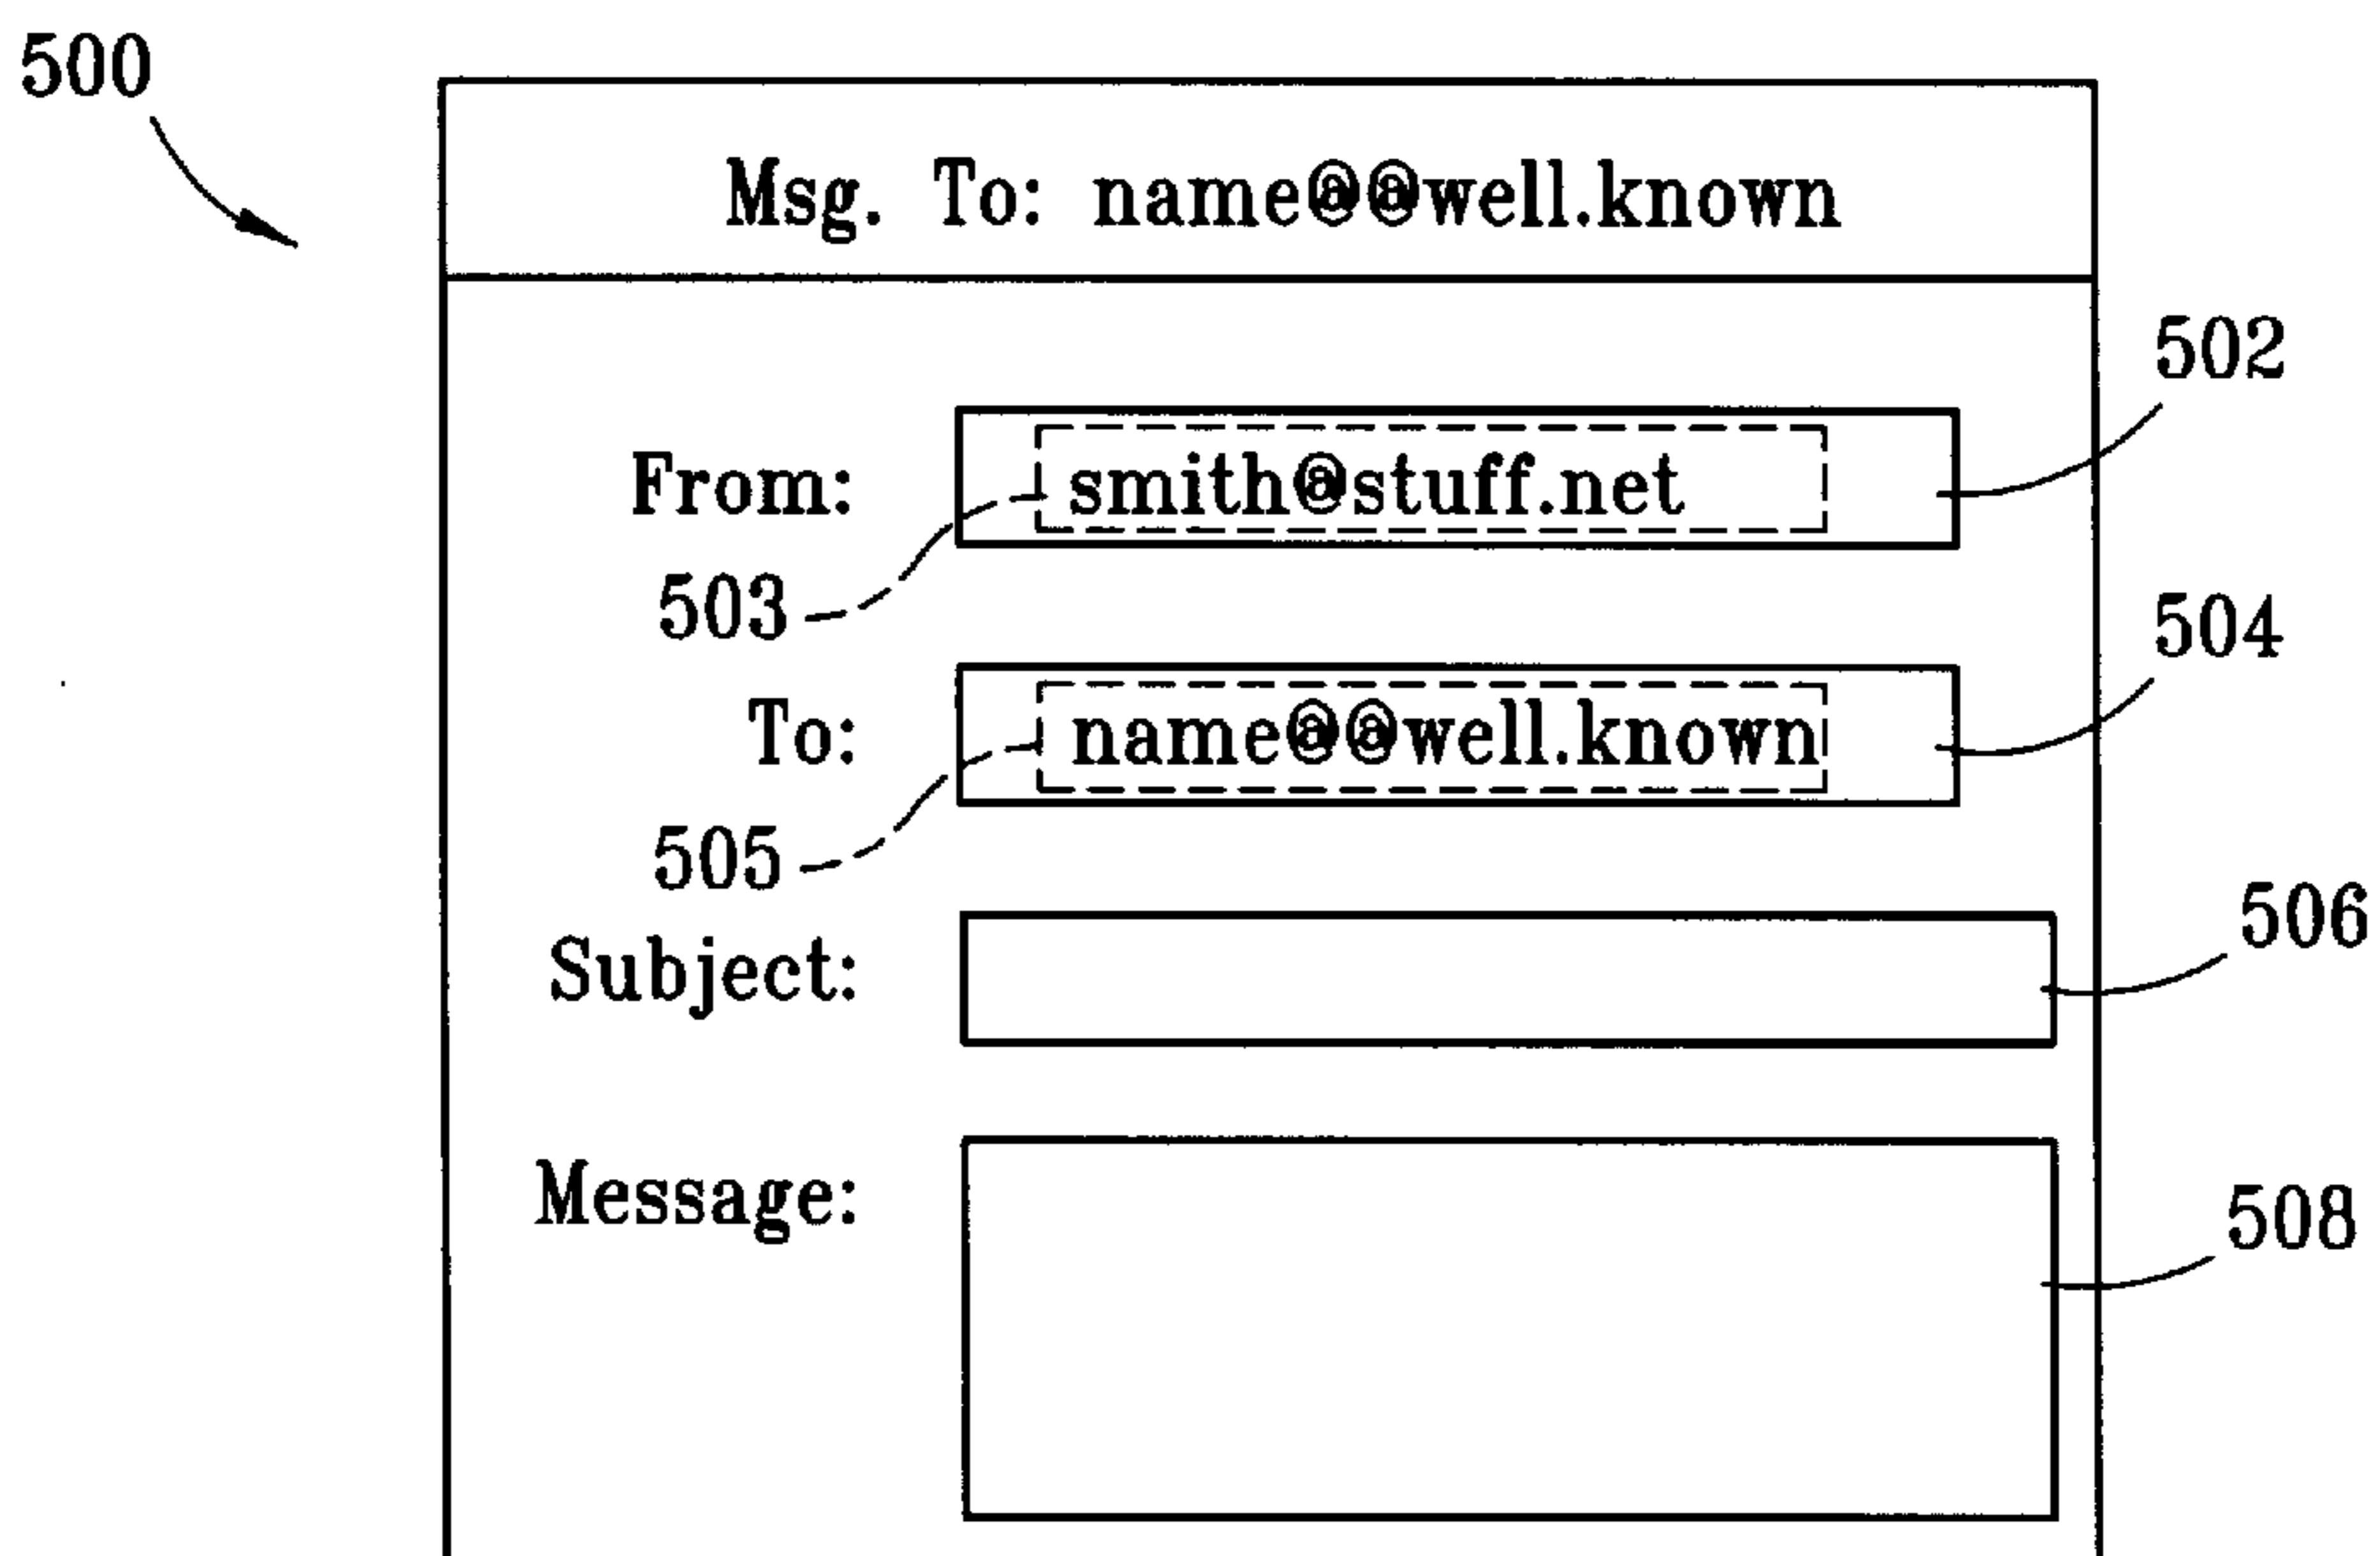 500
Msg. To: name@@well.known
502
From: smith@stuff.net
503
504
To: name@@well.known
505
506
Subject:
Message:
508